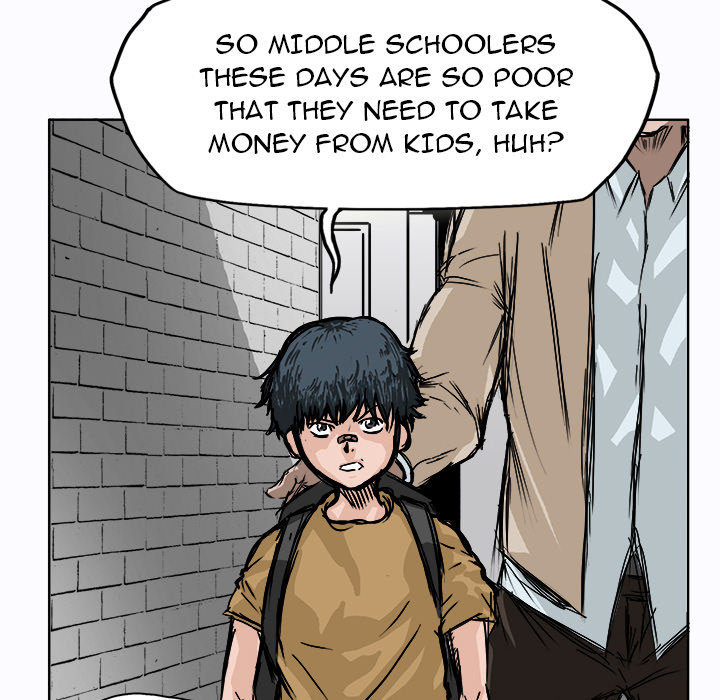 SO MIDDLE SCHOOLERS
THESE DAYS ARE SO POOR
THAT THEY NEED TO TAKE
MONEY FROM KIDS, HUH?